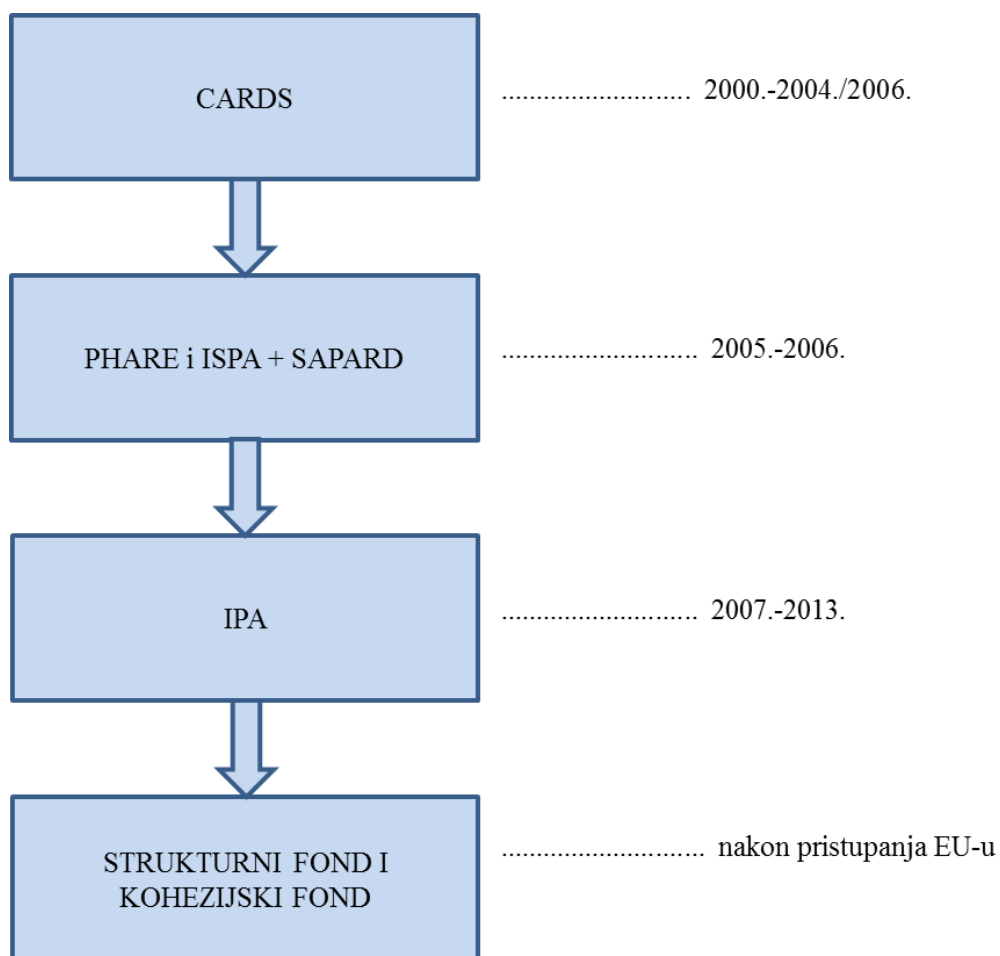 CARDS
.......................... 2000.-2004./2006.
PHARE i ISPA + SAPARD
........................... 2005.-2006.
IPA
........................... 2007.-2013.
STRUKTURNI FOND I
KOHEZIJSKI FOND
............................ nakon pristupanja EU-u